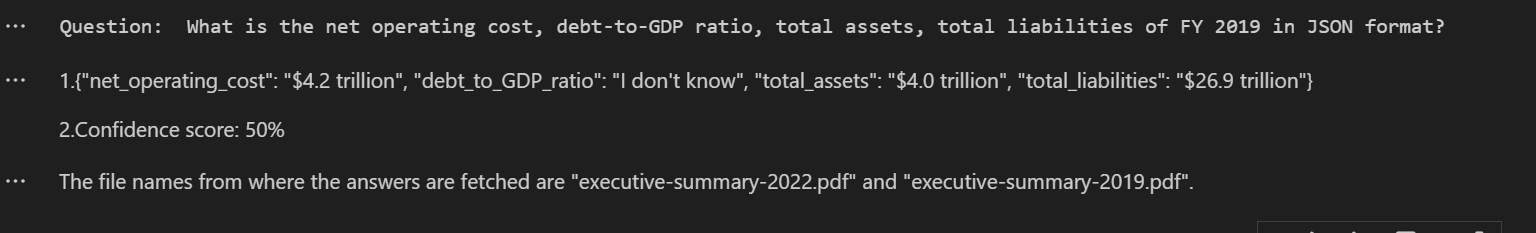 Question:  What is the net operating cost, debt-to-GDP ratio, total assets, total liabilities of FY 2019 in JSON format?
1.{"net_operating_cost": "$4.2 trillion", "debt_to_GDP_ratio": "I don't know", "total_assets": "$4.0 trillion", "total_liabilities": "$26.9 trillion"}
2.Confidence score: 50%
The file names from where the answers are fetched are "executive-summary-2022.pdf" and "executive-summary-2019.pdf".